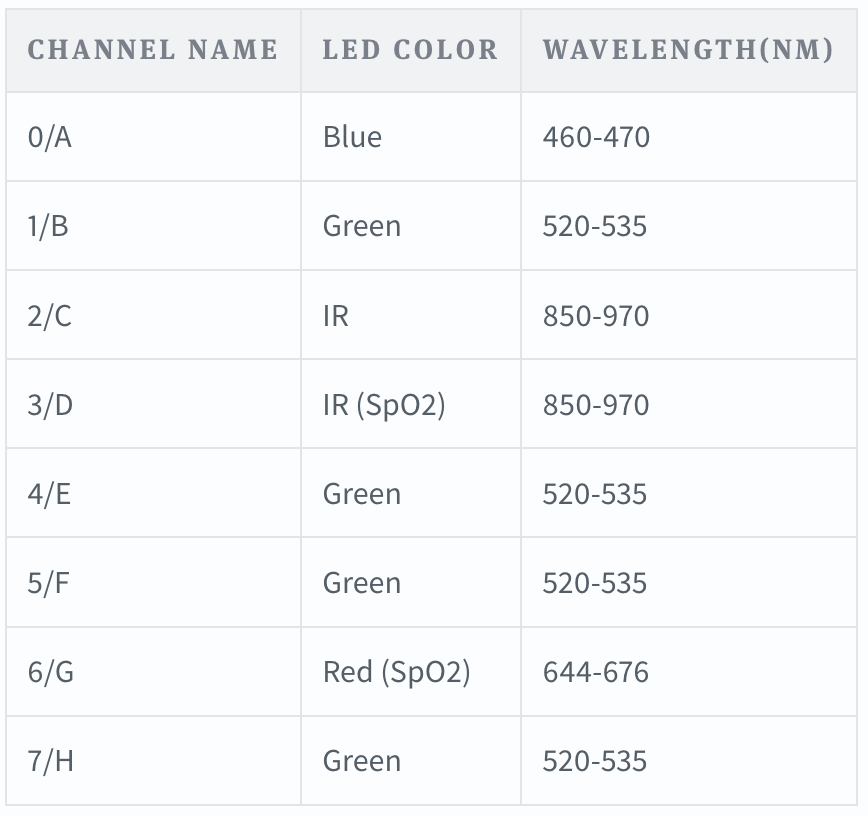 CHANNEL NAME LED COLOR WAVELENGTH(NM)
0/A Blue 460-470
1/B Green 520-535
2/C IR 850-970
3/D IR (SpO2) 850-970
4/E Green 520-535
5/F Green 520-535
6/G Red (SpO2) 644-676
7/H Green 520-535